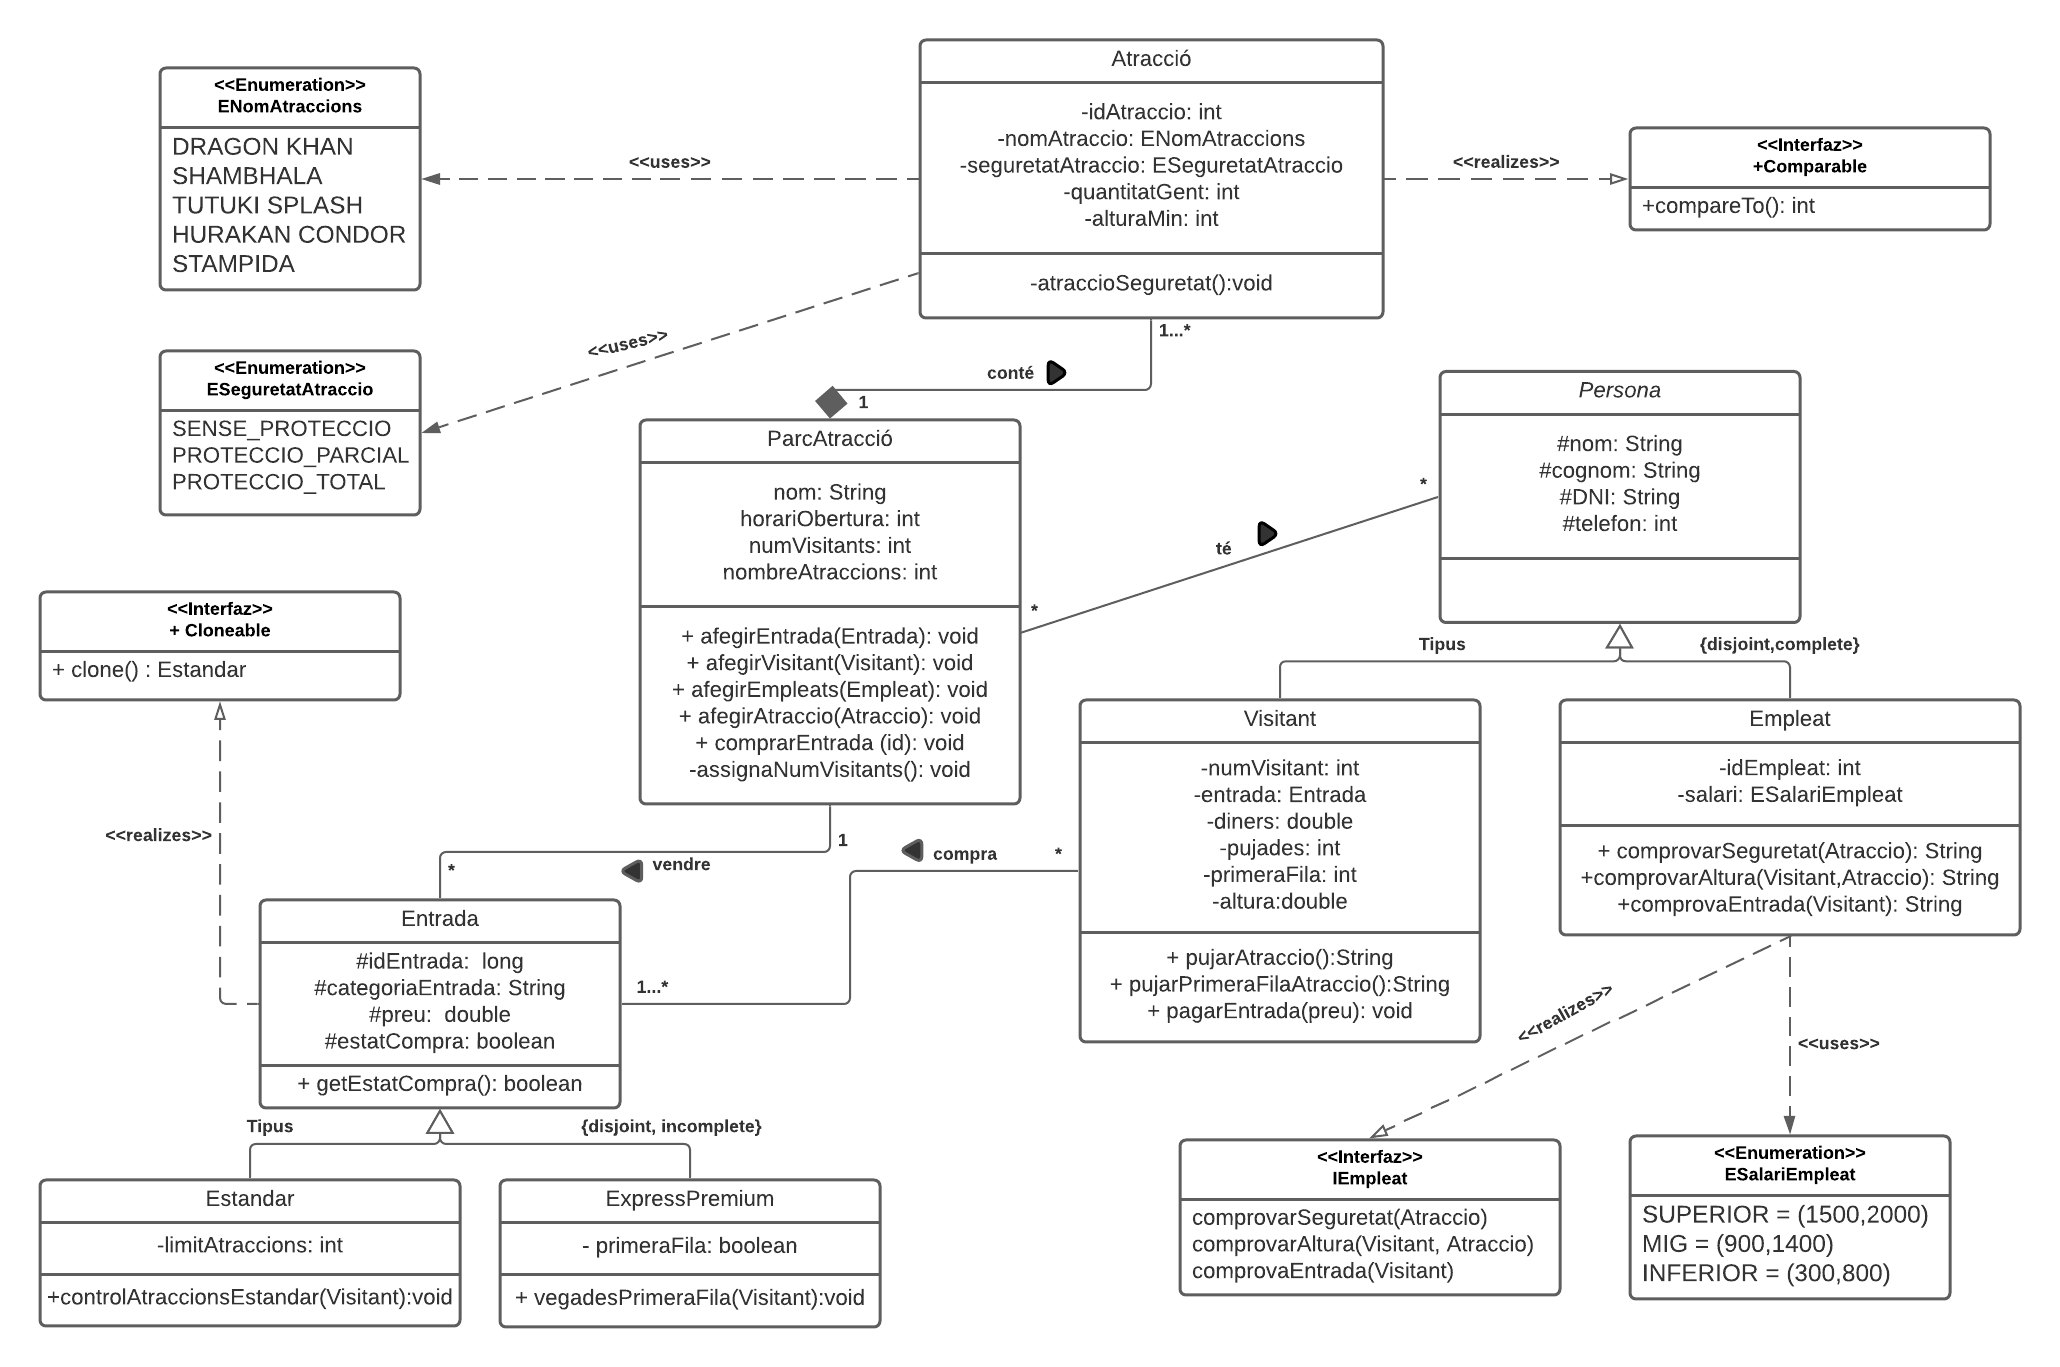 Atracció
-idAtraccio: int
-nomAtraccio: ENomAtraccions
-seguretatAtraccio: ESeguretatAtraccio
-quantitatGent: int
-alturaMin: int
-atraccioSeguretat():void
<<Enumeration>>
ENomAtraccions
DRAGON KHAN
SHAMBHALA
TUTUKI SPLASH
HURAKAN CONDOR
STAMPIDA
<<uses>>
<<realizes>>
<<Interfaz>>
+Comparable
+compareTo(): int
<<uses>>
1...*
conté
1
<<Enumeration>>
ESeguretatAtraccio
SENSE_PROTECCIO
PROTECCIO_PARCIAL
PROTECCIO_TOTAL
ParcAtracció
nom: String
horariObertura: int
numVisitants: int
nombreAtraccions: int
+ afegirEntrada(Entrada): void
+ afegirVisitant(Visitant): void
+ afegirEmpleats(Empleat): void
+ afegirAtraccio(Atraccio): void
+ comprarEntrada (id): void
-assignaNumVisitants(): void
*
té
*
Persona
#nom: String
#cognom: String
#DNI: String
#telefon: int
Tipus
{disjoint,complete}
<<Interfaz>>
+ Cloneable
+ clone() : Estandar
<<realizes>>
1
vendre
*
compra
*
1...*
Visitant
-numVisitant: int
-entrada: Entrada
-diners: double
-pujades: int
-primeraFila: int
-altura:double
+ pujarAtraccio():String
+ pujarPrimeraFilaAtraccio():String
+ pagarEntrada(preu): void
Empleat
-idEmpleat: int
-salari: ESalariEmpleat
+ comprovarSeguretat(Atraccio): String
+comprovarAltura(Visitant,Atraccio): String
+comprovaEntrada(Visitant): String
Entrada
#idEntrada:  long
#categoriaEntrada: String
#preu:  double
#estatCompra: boolean
+ getEstatCompra(): boolean
Tipus
{disjoint, incomplete}
<<realizes>>
<<uses>>
Estandar
-limitAtraccions: int
+controlAtraccionsEstandar(Visitant):void
ExpressPremium
- primeraFila: boolean
+ vegadesPrimeraFila(Visitant):void
<<Interfaz>>
IEmpleat
comprovarSeguretat(Atraccio)
comprovarAltura(Visitant, Atraccio)
comprovaEntrada(Visitant)
<<Enumeration>>
ESalariEmpleat
SUPERIOR = (1500,2000)
MIG = (900,1400)
INFERIOR = (300,800)